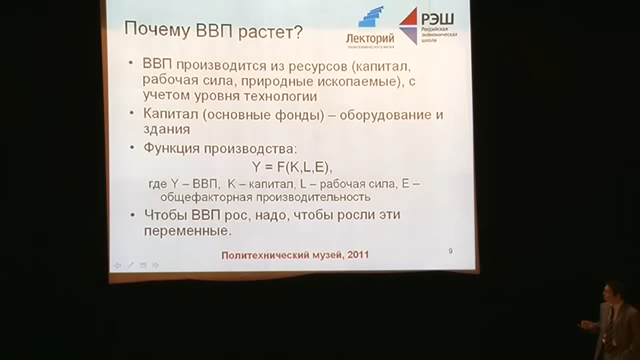 Почему ВВП растет?
Лекторий
ПОЛИТЕХНИЧЕСКОГО МУЗЕЯ
РЭШ
Российская
экономическая
школа
• ВВП производится из ресурсов (капитал,
рабочая сила, природные ископаемые), с
учетом уровня технологии
• Капитал (основные фонды) – оборудование и
здания
• Функция производства:
Y = F(K,L,E),
где Y – ВВП, K – капитал, L – рабочая сила, E –
общефакторная производительность
• Чтобы ВВП рос, надо, чтобы росли эти
переменные.
Политехнический музей, 2011
9